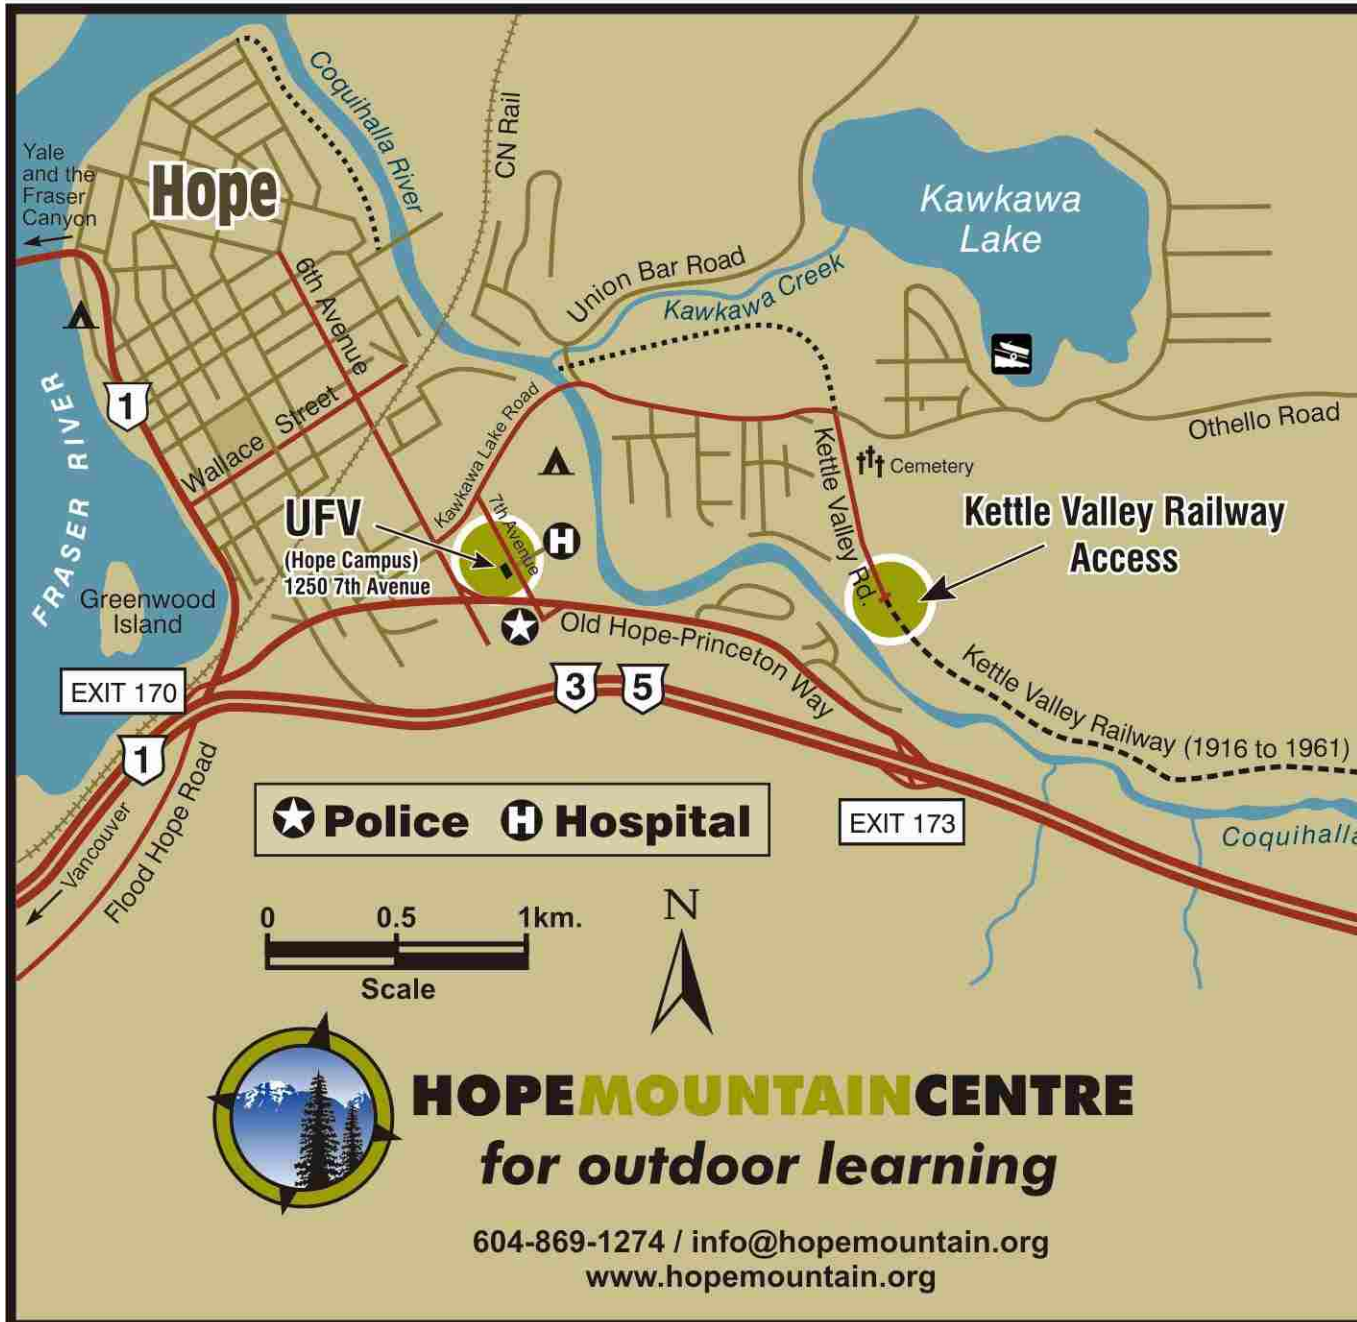 Yale
and the
Fraser
Canyon
Hope
Coquihalla River
CN Rail
Kawkawa
Lake
Union Bar Road
Kawkawa Creek
6th Avenue
1
Wallace Street
FRASER RIVER
Kawkawa Lake Road
Othello Road
Kettle Valley Rd.
Cemetery
UFV
(Hope Campus)
1250 7th Avenue
7th Avenue
H
Kettle Valley Railway
Access
Greenwood
Island
Old Hope-Princeton Way
EXIT 170
3
5
Kettle Valley Railway (1916 to 1961)
1
Vancouver
Flood Hope Road
Police
H Hospital
EXIT 173
Coquihalla
0 0.5 1km.
Scale
N
HOPEMOUNTAINCENTRE
for outdoor learning
604-869-1274 / info@hopemountain.org
www.hopemountain.org